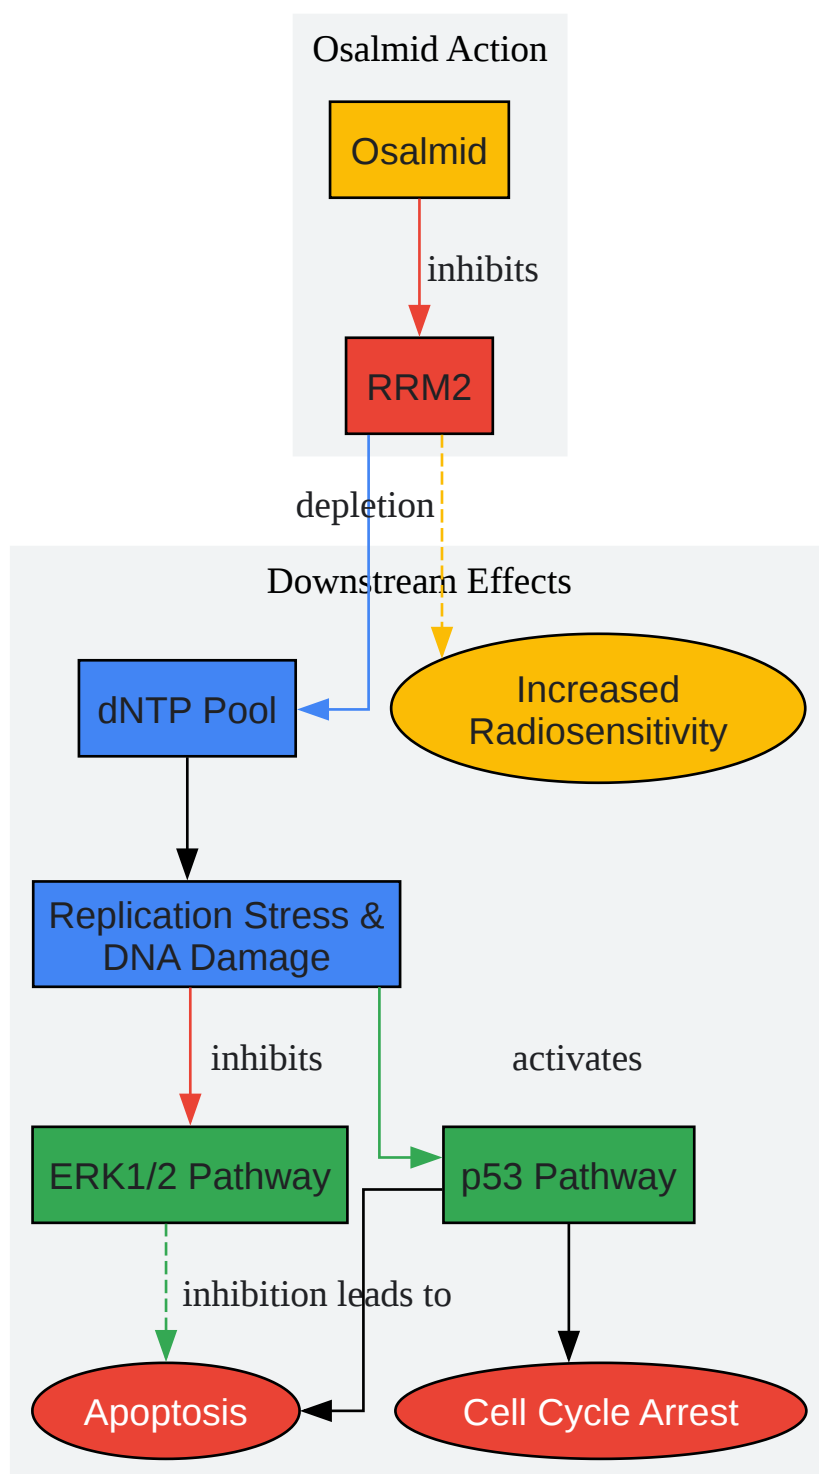 Osalmid Action
Osalmid
inhibits
RRM2
depletion
Downstream Effects
dNTP Pool
Increased
Radiosensitivity
Replication Stress &
DNA Damage
inhibits
activates
ERK1/2 Pathway
p53 Pathway
inhibition leads to
Apoptosis
Cell Cycle Arrest